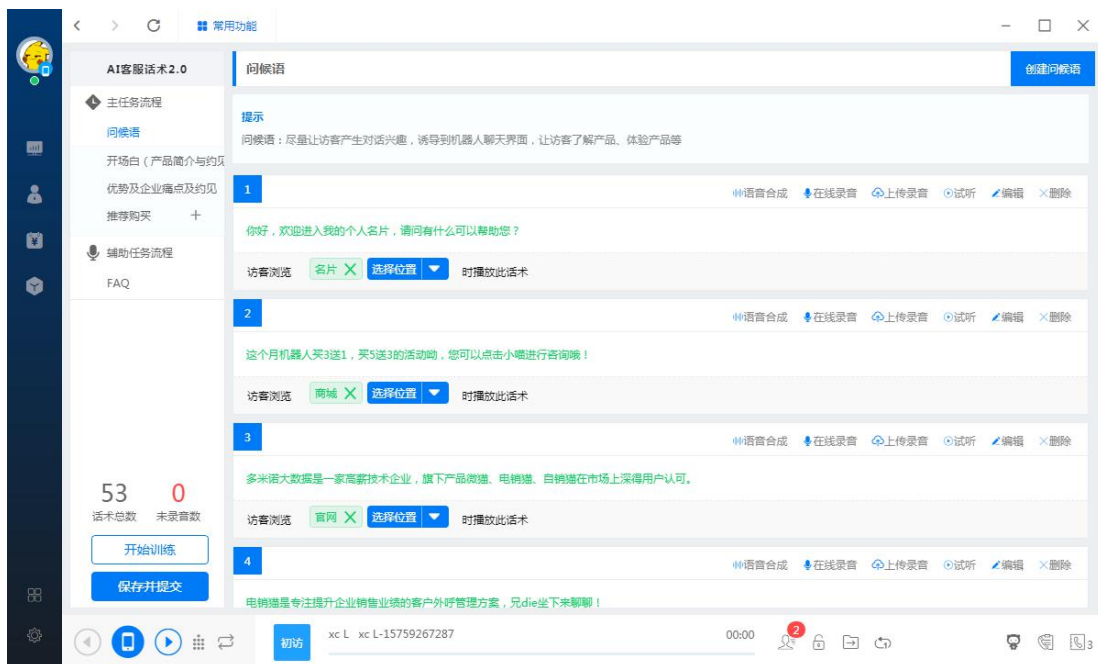 常用功能
AI客服话术2.0
主任务流程
问候语
开场白（产品简介与约见
优势及企业痛点及约见
推荐购买 +
辅助任务流程
FAQ
53 0
话术总数 未录音数
开始训练
保存并提交
问候语 创建问候语
提示
问候语：尽量让访客产生对话兴趣，诱导到机器人聊天界面，让访客了解产品、体验产品等
1 语音合成 在线录音 上传录音 试听 编辑 删除
你好，欢迎进入我的个人名片，请问有什么可以帮助您？
访客浏览 名片 选择位置 时播放此话术
2 语音合成 在线录音 上传录音 试听 编辑 删除
这个月机器人买3送1，买5送3的活动呦，您可以点击小喵进行咨询哦！
访客浏览 商城 选择位置 时播放此话术
3 语音合成 在线录音 上传录音 试听 编辑 删除
多米诺大数据是一家高薪技术企业，旗下产品微猫、电销猫、自销猫在市场上深得用户认可。
访客浏览 官网 选择位置 时播放此话术
4 语音合成 在线录音 上传录音 试听 编辑 删除
电销猫是专注提升企业销售业绩的客户外呼管理方案，兄die坐下来聊聊！
初访 xc L xc L-15759267287 00:00 2 3